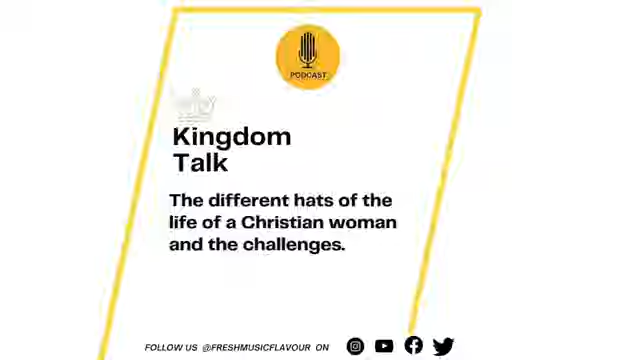 PODCAST
Kingdom
Talk
The different hats of the
life of a Christian woman
and the challenges.
FOLLOW US @FRESHMUSICFLAVOUR ON